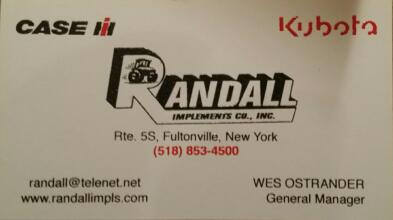 CASE IH
Kubota
RANDALL
IMPLEMENTS CO., INC.
Rte. 5S, Fultonville, New York
(518) 853-4500
randall@telenet.net
www.randallimpls.com
WES OSTRANDER
General Manager